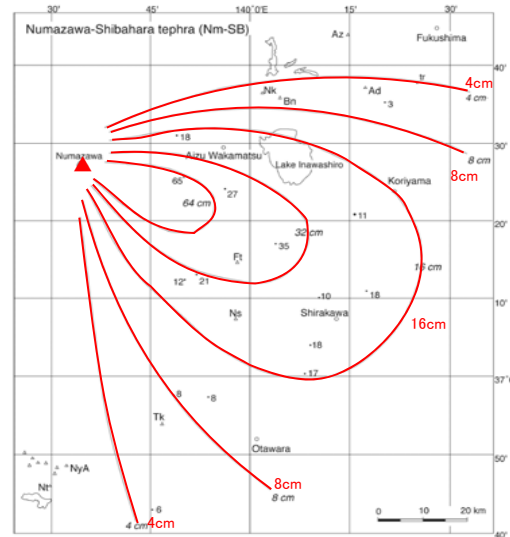 30' 45' 140°0'E 15' 30'
Numazawa-Shibahara tephra (Nm-SB)
Az
Fukushima
40'
tr
4cm
Nk
Ad
4 cm
Bn
3
30'
18
8 cm
Numazawa
Aizu Wakamatsu
Lake Inawashiro
8cm
65
Koriyama
27
64 cm
20'
11
32 cm
35
Ft
16 cm
12
21
10'
10
18
Ns
Shirakawa
16cm
18
17
37°0'
8
8
Tk
Otawara
50'
NyA
8cm
Nt
8 cm
6
0 10 20 km
4 cm
4cm
40'